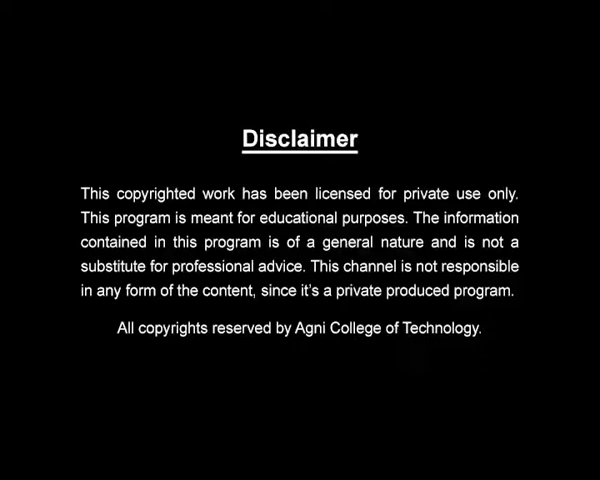 Disclaimer
This copyrighted work has been licensed for private use only.
This program is meant for educational purposes. The information
contained in this program is of a general nature and is not a
substitute for professional advice. This channel is not responsible
in any form of the content, since it's a private produced program.
All copyrights reserved by Agni College of Technology.